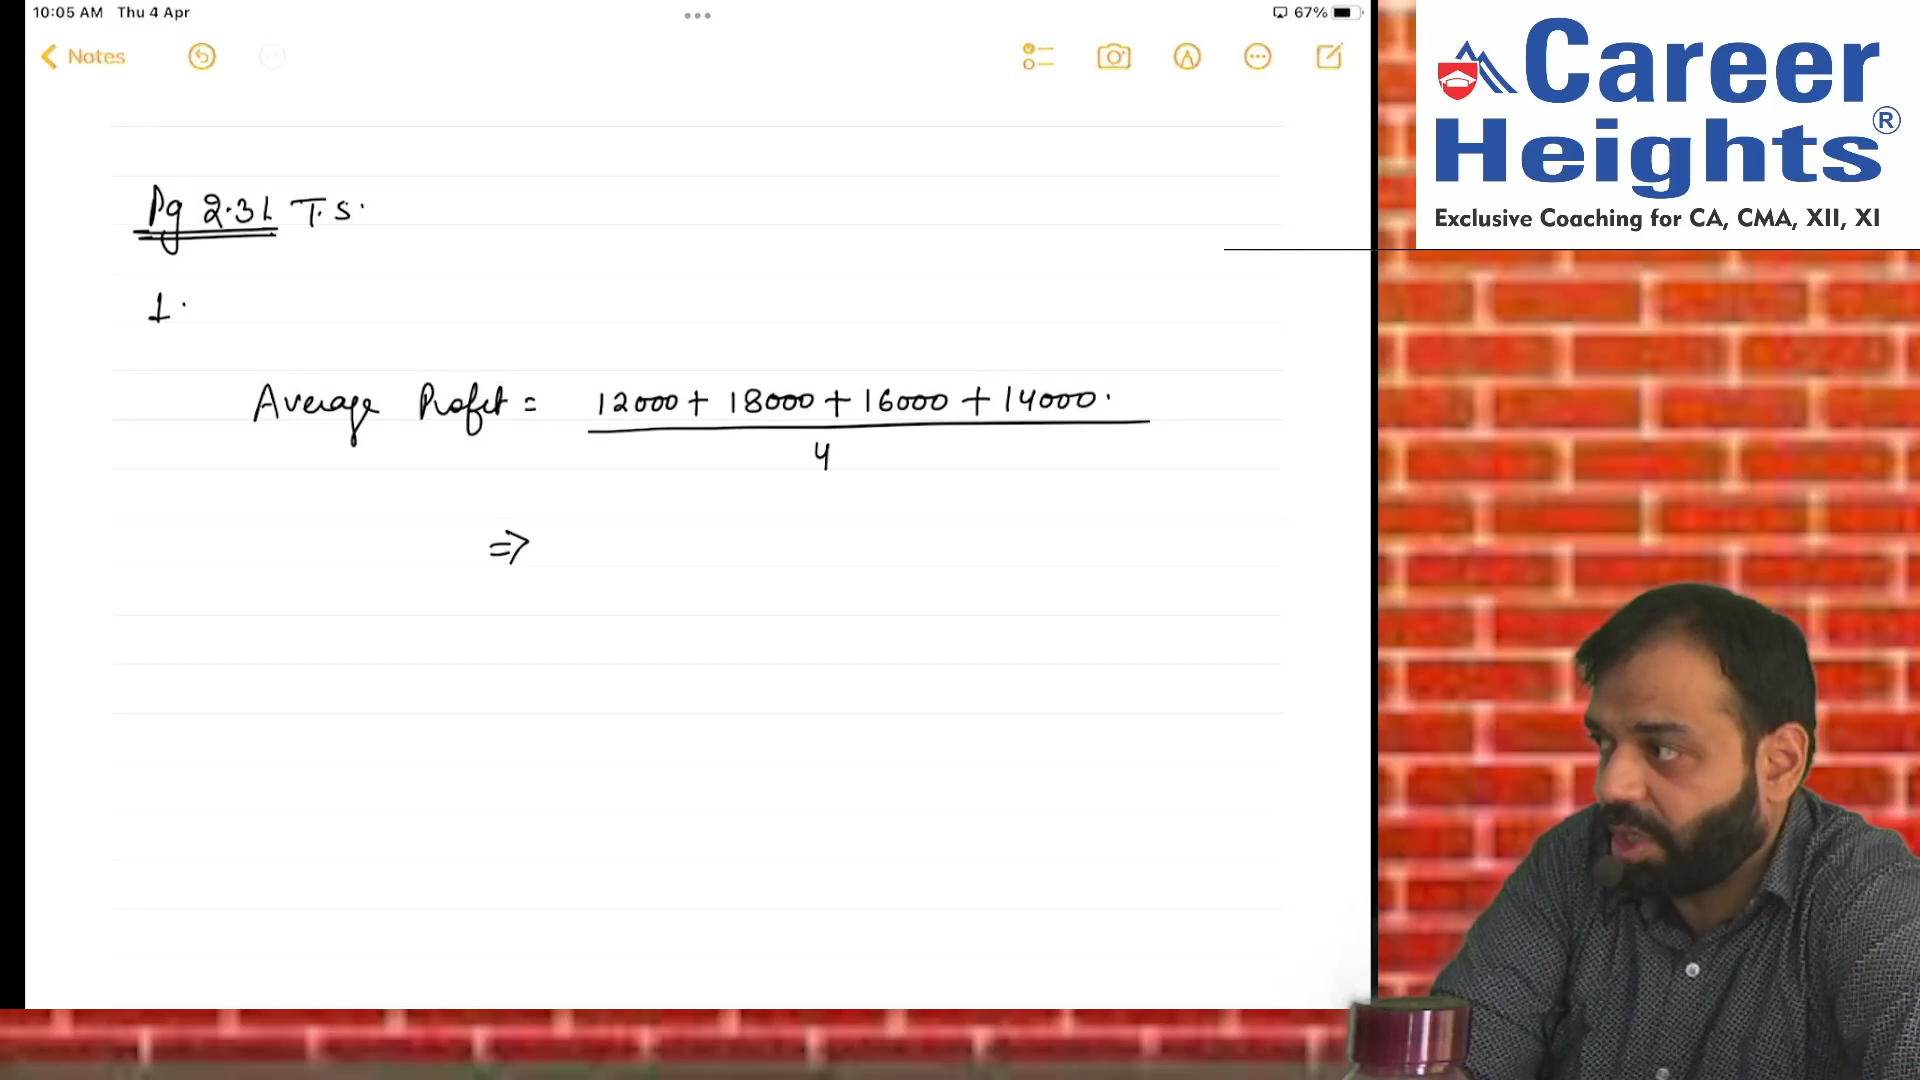 10:05 AM Thu 4 Apr
67%
Notes
Career
Heights®
Exclusive Coaching for CA, CMA, XII, XI
Pg 2.31 T.S.
1.
Average Profit = 12000 + 18000 + 16000 + 14000.
4
⇒